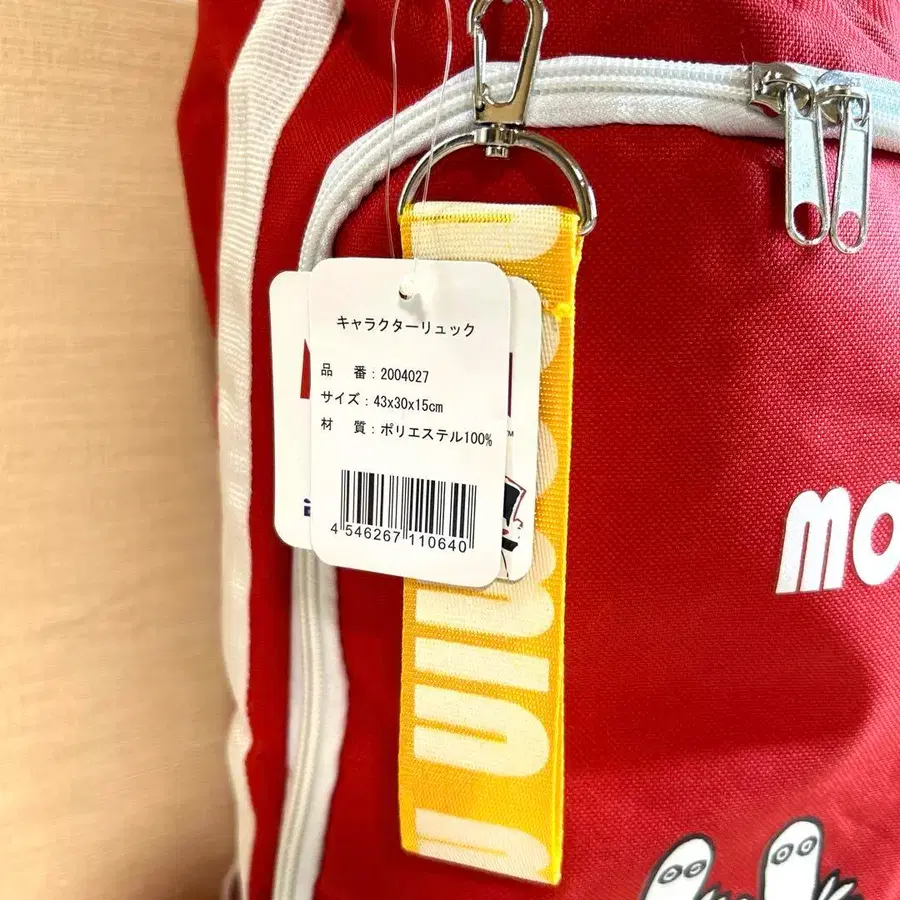 キャラクターリュック
品 番：2004027
サイズ：43x30x15cm
材 質：ポリエステル100%
4 546267 110640
TM
MO